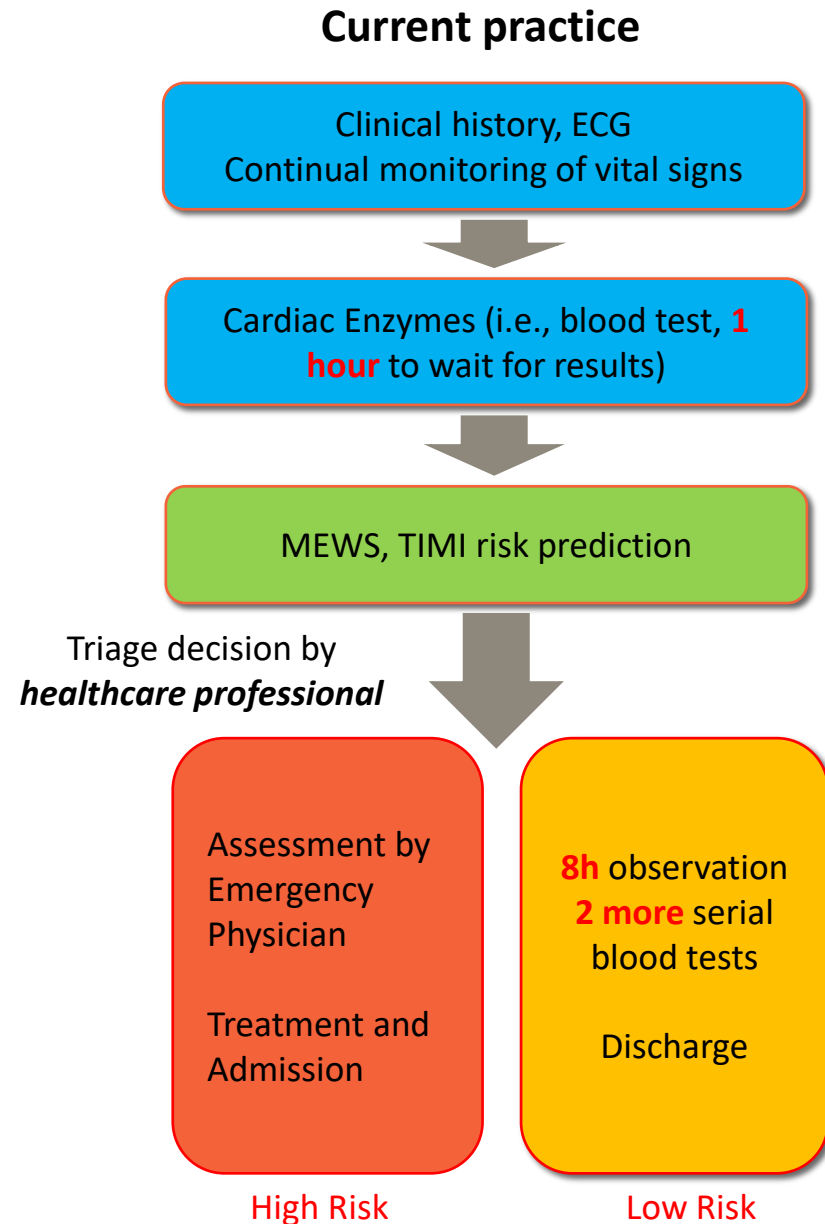 Current practice
Clinical history, ECG
Continual monitoring of vital signs
Cardiac Enzymes (i.e., blood test, 1
hour to wait for results)
MEWS, TIMI risk prediction
Triage decision by
healthcare professional
Assessment by
Emergency
Physician
Treatment and
Admission
8h observation
2 more serial
blood tests
Discharge
High Risk
Low Risk